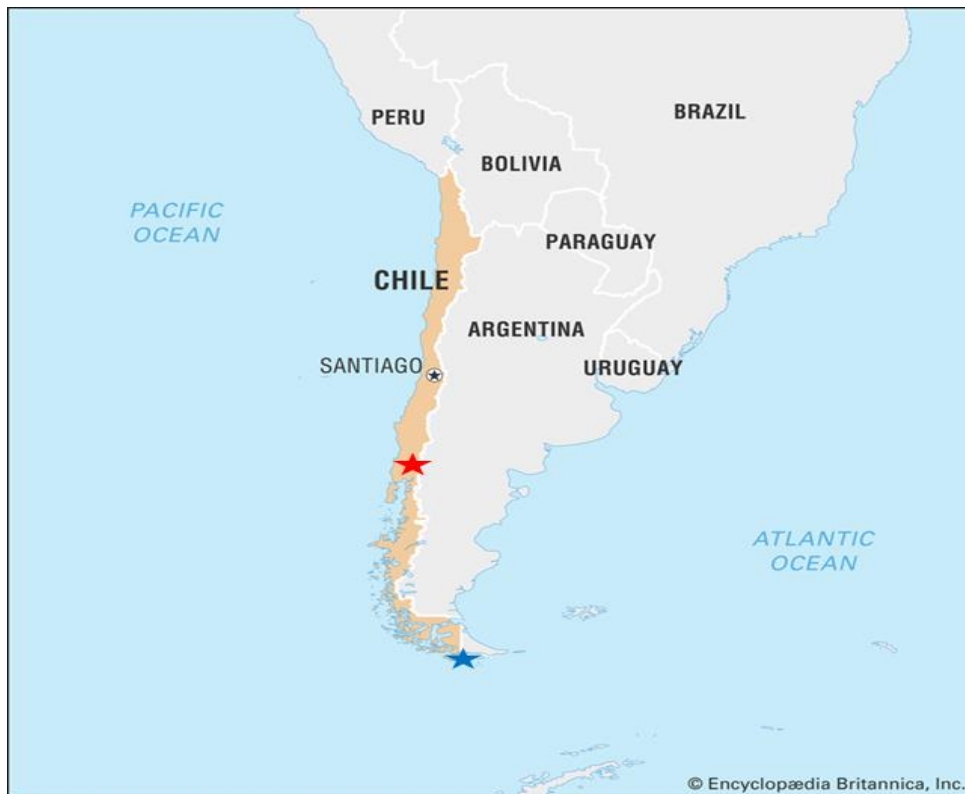 PERU
BRAZIL
BOLIVIA
PACIFIC
OCEAN
PARAGUAY
CHILE
ARGENTINA
SANTIAGO
URUGUAY
ATLANTIC
OCEAN
© Encyclopædia Britannica, Inc.